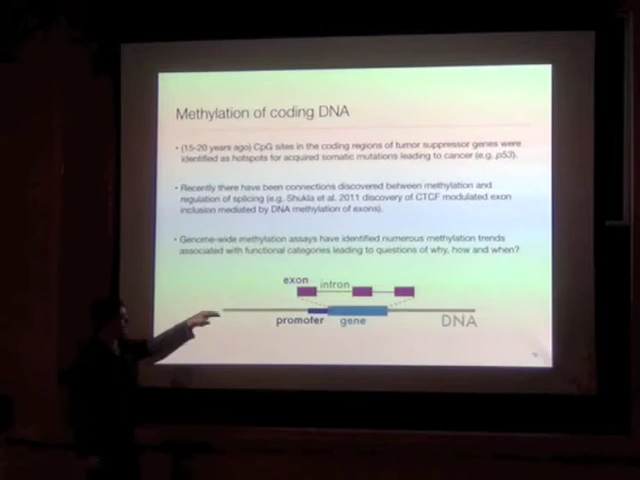 Methylation of coding DNA
• (15-20 years ago) CpG sites in the coding regions of tumor suppressor genes were
identified as hotspots for acquired somatic mutations leading to cancer (e.g. p53).
• Recently there have been connections discovered between methylation and
regulation of splicing (e.g. Shukla et al. 2011 discovery of CTCF modulated exon
inclusion mediated by DNA methylation of exons).
• Genome-wide methylation assays have identified numerous methylation trends
associated with functional categories leading to questions of why, how and when?
exon
intron
promoter gene DNA